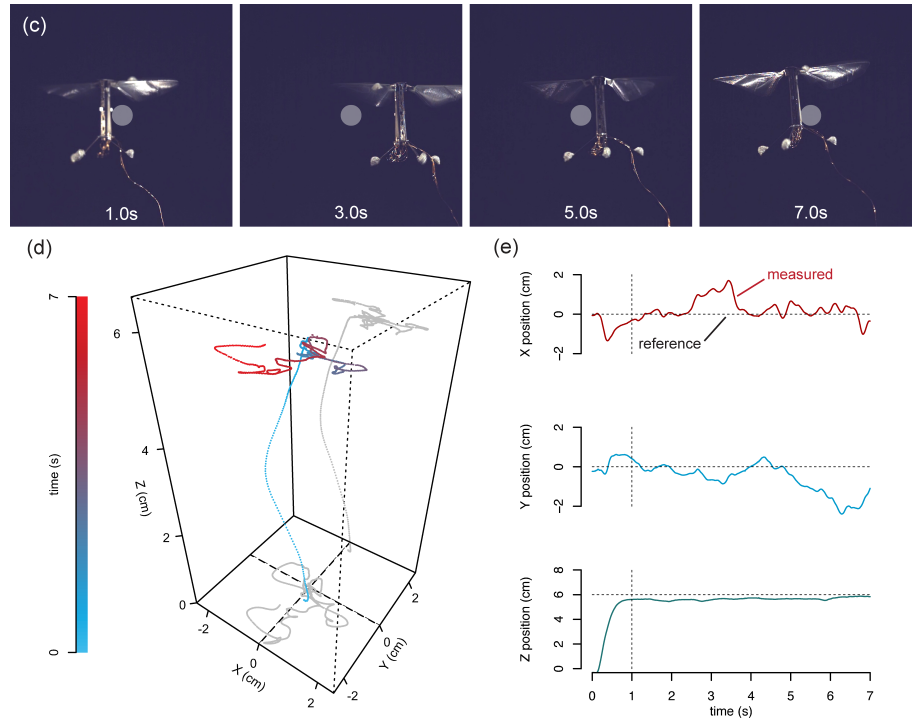 (c)
1.0s
3.0s
5.0s
7.0s
(d)
7
time (s)
0
6
4
2
0
Z (cm)
-2
0
2
X (cm)
-2
0
2
Y (cm)
(e)
2
0
-2
X position (cm)
measured
reference
2
0
-2
Y position (cm)
8
6
4
2
0
Z position (cm)
0 1 2 3 4 5 6 7
time (s)